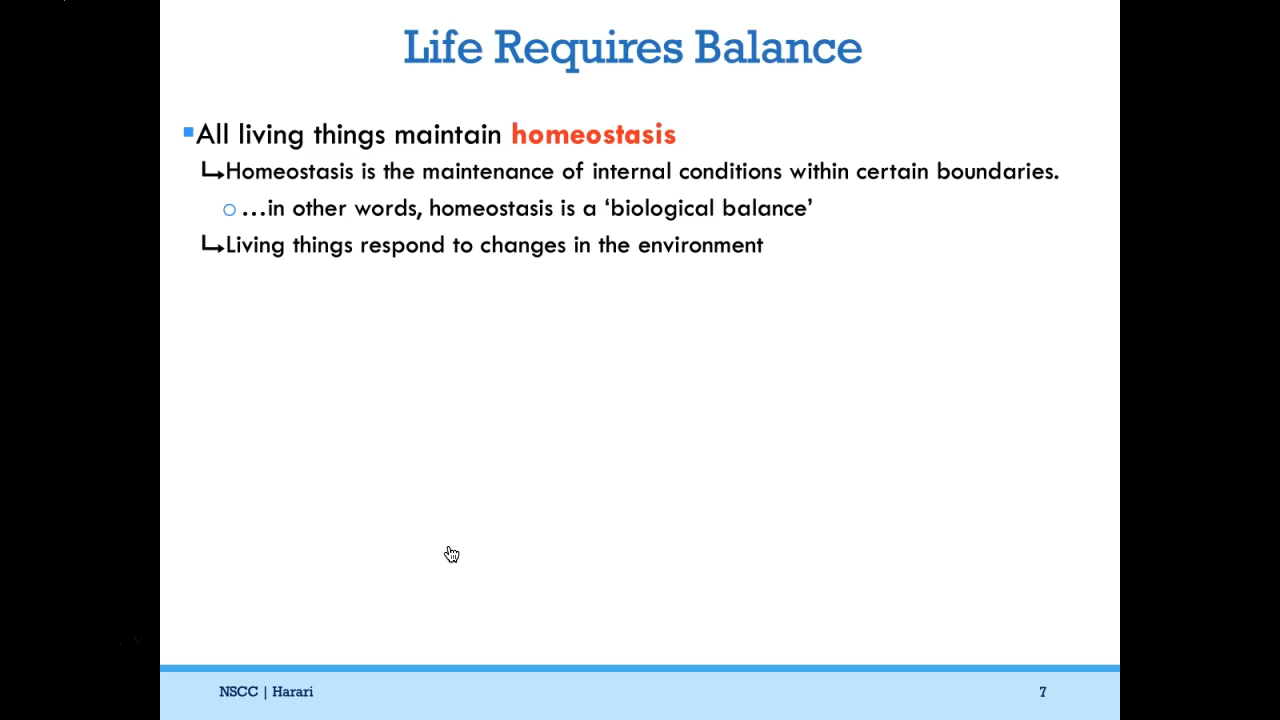 Life Requires Balance
All living things maintain homeostasis
Homeostasis is the maintenance of internal conditions within certain boundaries.
…in other words, homeostasis is a ‘biological balance’
Living things respond to changes in the environment
NSCC | Harari
7